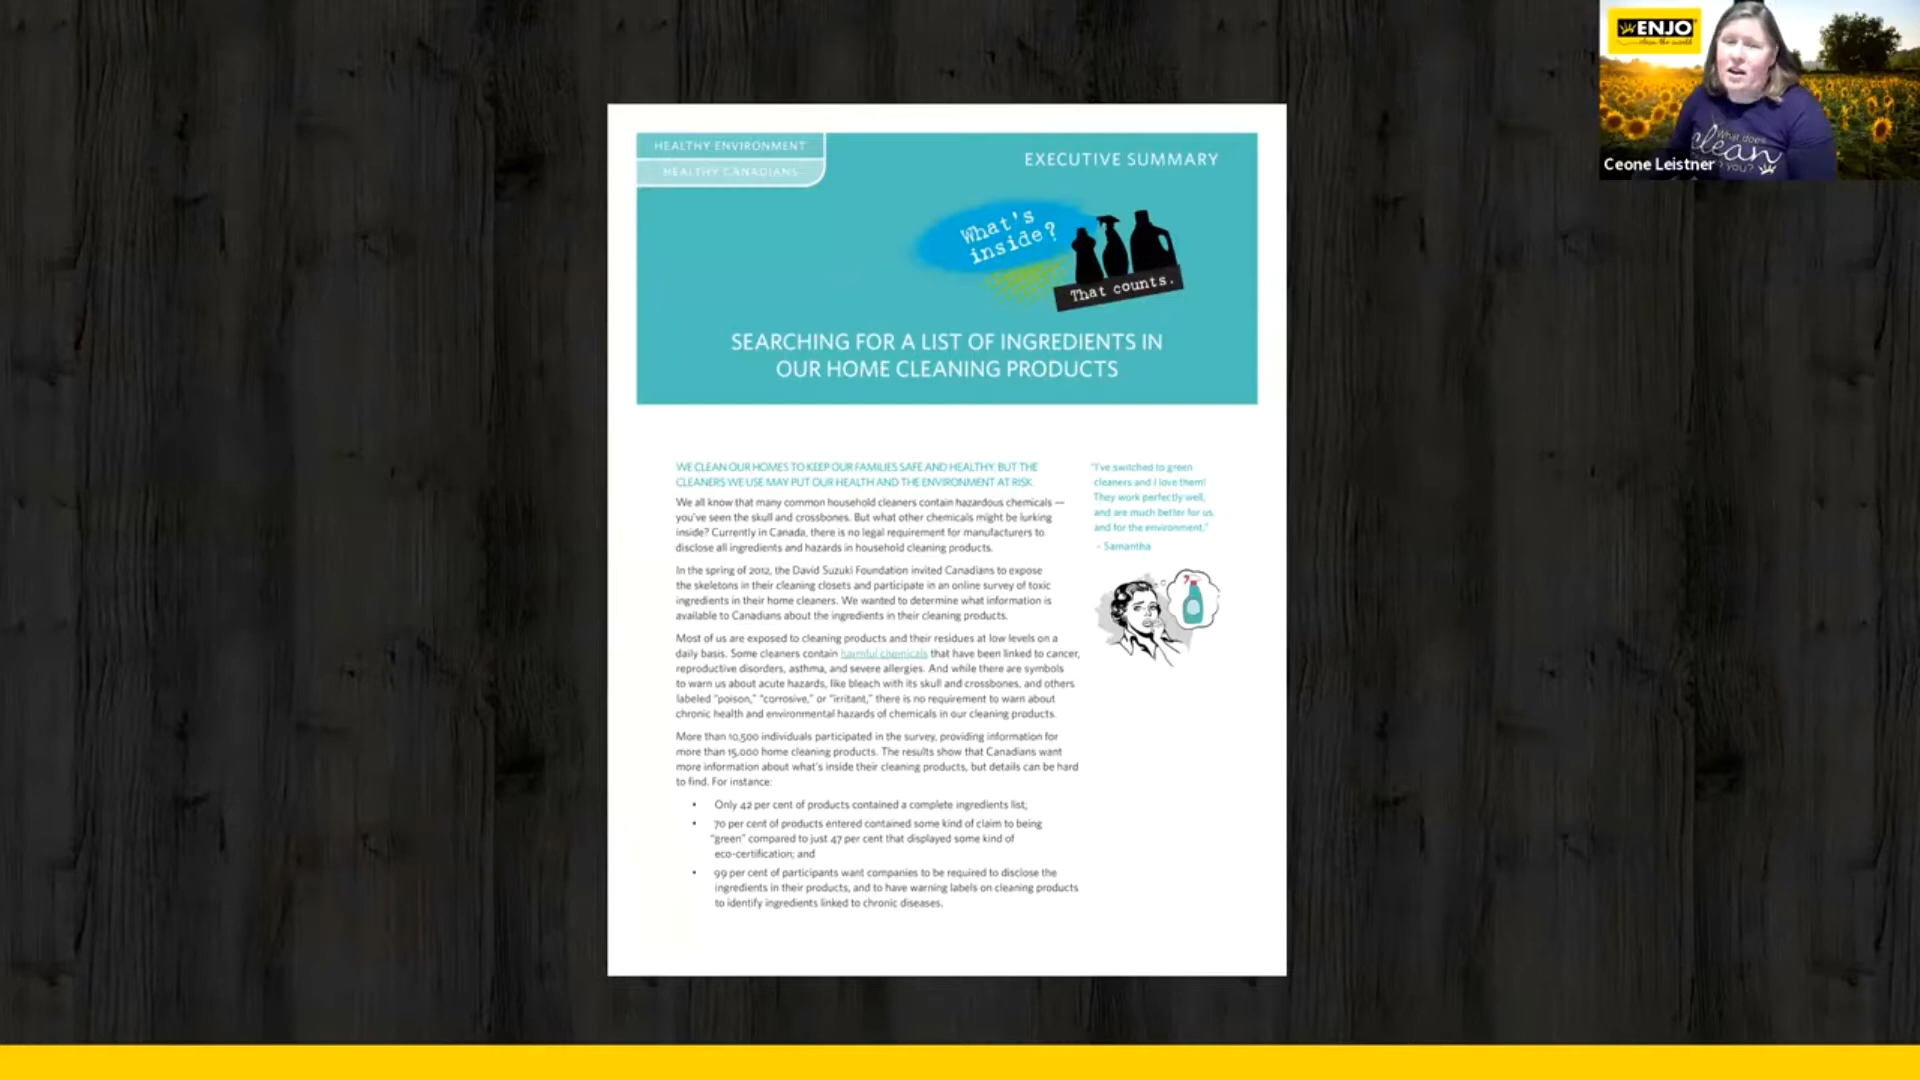 HEALTHY ENVIRONMENT
HEALTHY CANADIANS
EXECUTIVE SUMMARY
What's
inside?
That counts.
SEARCHING FOR A LIST OF INGREDIENTS IN
OUR HOME CLEANING PRODUCTS
WE CLEAN OUR HOMES TO KEEP OUR FAMILIES SAFE AND HEALTHY. BUT THE
CLEANERS WE USE MAY PUT OUR HEALTH AND THE ENVIRONMENT AT RISK.
We all know that many common household cleaners contain hazardous chemicals —
you've seen the skull and crossbones. But what other chemicals might be lurking
inside? Currently in Canada, there is no legal requirement for manufacturers to
disclose all ingredients and hazards in household cleaning products.
In the spring of 2012, the David Suzuki Foundation invited Canadians to expose
the skeletons in their cleaning closets and participate in an online survey of toxic
ingredients in their home cleaners. We wanted to determine what information is
available to Canadians about the ingredients in their cleaning products.
Most of us are exposed to cleaning products and their residues at low levels on a
daily basis. Some cleaners contain harmful chemicals that have been linked to cancer,
reproductive disorders, asthma, and severe allergies. And while there are symbols
to warn us about acute hazards, like bleach with its skull and crossbones, and others
labeled "poison," "corrosive," or "irritant," there is no requirement to warn about
chronic health and environmental hazards of chemicals in our cleaning products.
More than 10,500 individuals participated in the survey, providing information for
more than 15,000 home cleaning products. The results show that Canadians want
more information about what's inside their cleaning products, but details can be hard
to find. For instance:
• Only 42 per cent of products contained a complete ingredients list;
• 70 per cent of products entered contained some kind of claim to being
"green" compared to just 47 per cent that displayed some kind of
eco-certification; and
• 99 per cent of participants want companies to be required to disclose the
ingredients in their products, and to have warning labels on cleaning products
to identify ingredients linked to chronic diseases.
"I've switched to green
cleaners and I love them!
They work perfectly well,
and are much better for us
and for the environment."
- Samantha
ENJO
clean the world
What does
clean
you?
Ceone Leistner